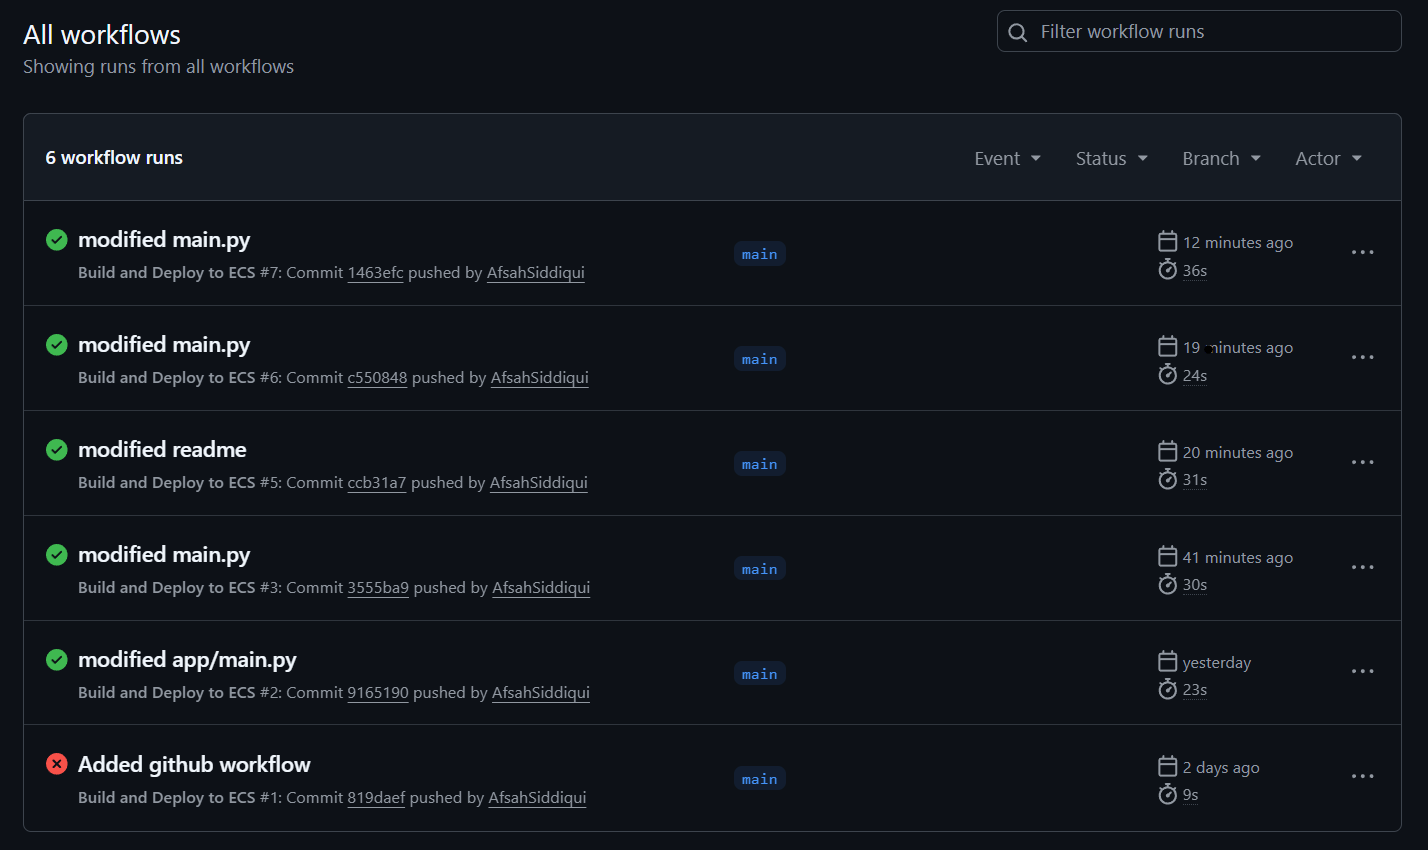 All workflows
Filter workflow runs
Showing runs from all workflows
6 workflow runs
Event Status Branch Actor
modified main.py
Build and Deploy to ECS #7: Commit 1463efc pushed by AfsahSiddiqui
main
12 minutes ago
36s
modified main.py
Build and Deploy to ECS #6: Commit c550848 pushed by AfsahSiddiqui
main
19 minutes ago
24s
modified readme
Build and Deploy to ECS #5: Commit ccb31a7 pushed by AfsahSiddiqui
main
20 minutes ago
31s
modified main.py
Build and Deploy to ECS #3: Commit 3555ba9 pushed by AfsahSiddiqui
main
41 minutes ago
30s
modified app/main.py
Build and Deploy to ECS #2: Commit 9165190 pushed by AfsahSiddiqui
main
yesterday
23s
Added github workflow
Build and Deploy to ECS #1: Commit 819daef pushed by AfsahSiddiqui
main
2 days ago
9s